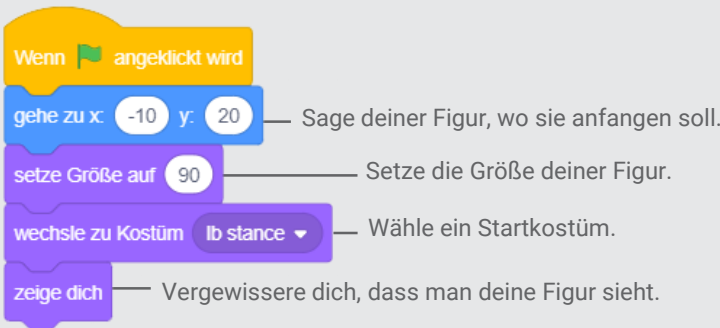 Wenn angeklickt wird
gehe zu x: -10 y: 20 Sage deiner Figur, wo sie anfangen soll.
setze Größe auf 90 Setze die Größe deiner Figur.
wechsle zu Kostüm lb stance Wähle ein Startkostüm.
zeige dich Vergewissere dich, dass man deine Figur sieht.